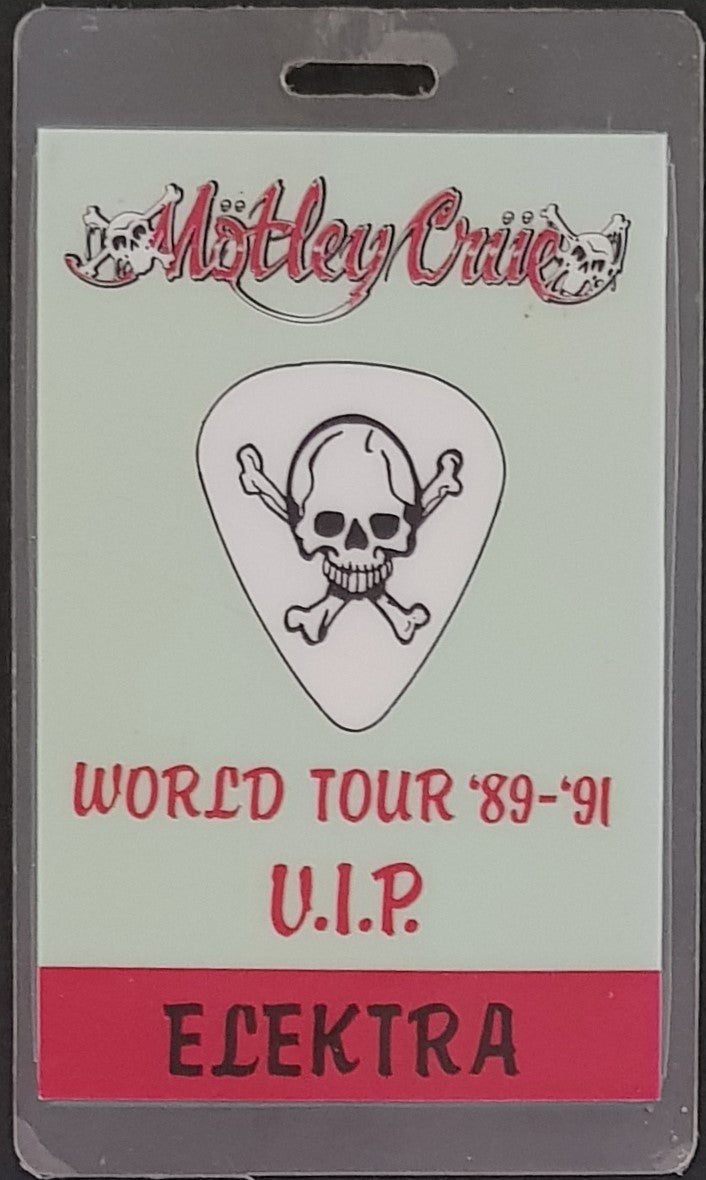 Mötley Crüe
WORLD TOUR '89-'91
V.I.P.
ELEKTRA